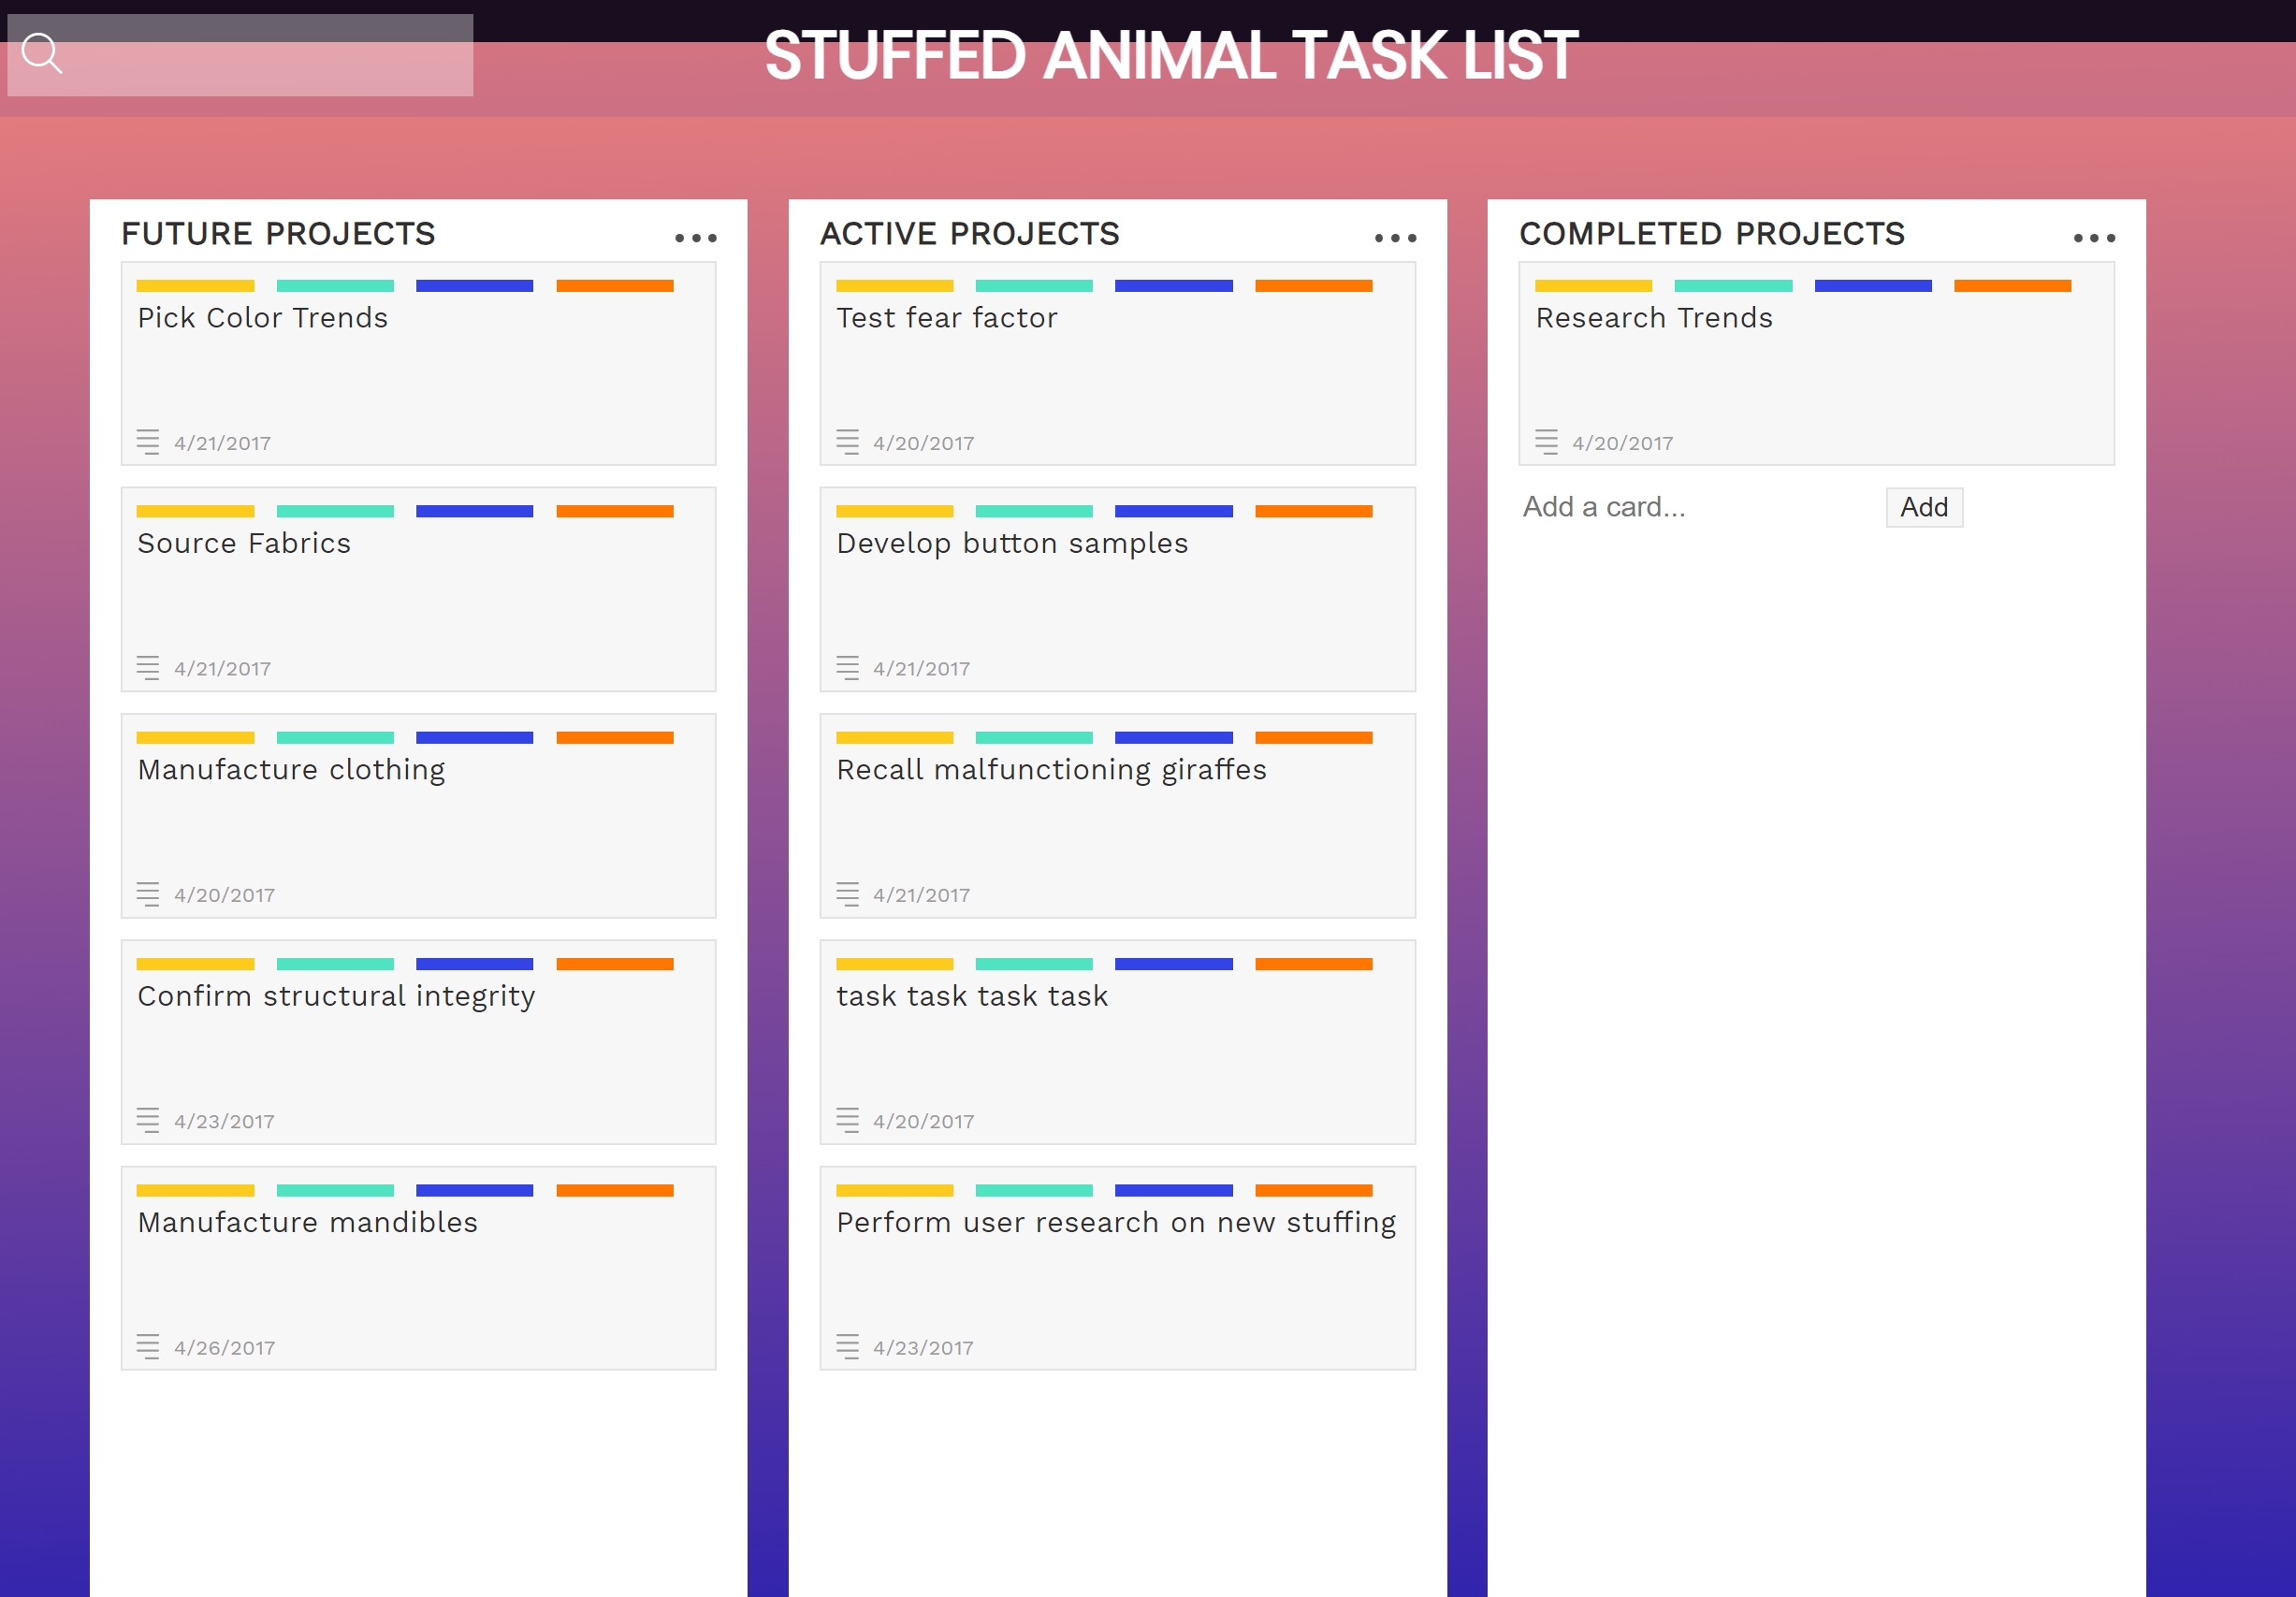 STUFFED ANIMAL TASK LIST
FUTURE PROJECTS
Pick Color Trends
4/21/2017
Source Fabrics
4/21/2017
Manufacture clothing
4/20/2017
Confirm structural integrity
4/23/2017
Manufacture mandibles
4/26/2017
ACTIVE PROJECTS
Test fear factor
4/20/2017
Develop button samples
4/21/2017
Recall malfunctioning giraffes
4/21/2017
task task task task
4/20/2017
Perform user research on new stuffing
4/23/2017
COMPLETED PROJECTS
Research Trends
4/20/2017
Add a card...
Add